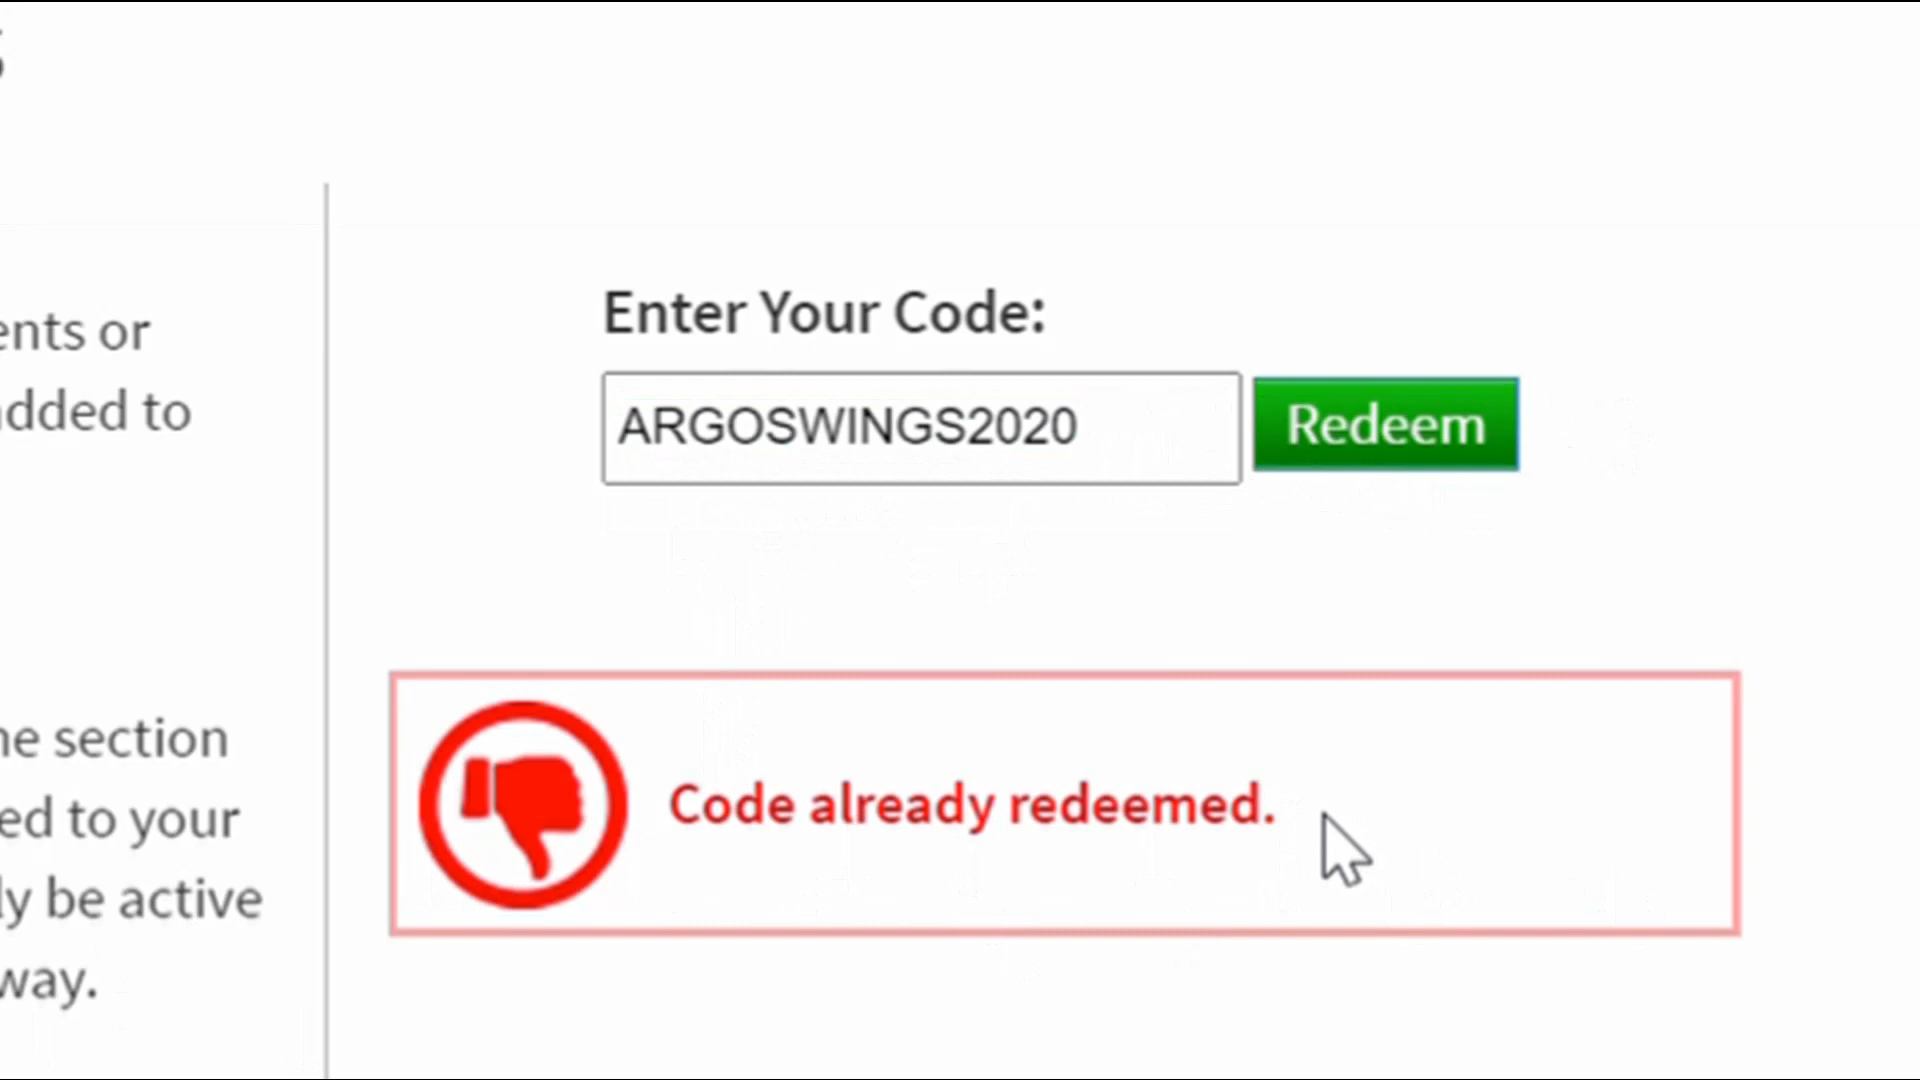 ents or
added to
ne section
ed to your
ly be active
way.
Enter Your Code:
ARGOSWINGS2020
Redeem
Code already redeemed.